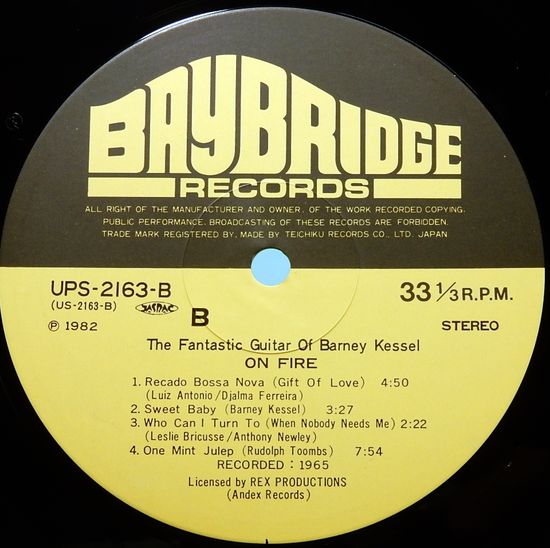 BAYBRIDGE
RECORDS
ALL RIGHT OF THE MANUFACTURER AND OWNER. OF THE WORK RECORDED COPYING,
PUBLIC PERFORMANCE, BROADCASTING OF THESE RECORDS ARE FORBIDDEN.
TRADE MARK REGISTERED BY, MADE BY TEICHIKU RECORDS CO., LTD. JAPAN
UPS-2163-B 33 1/3 R.P.M.
(US-2163-B) JASRAC B
℗ 1982 STEREO
The Fantastic Guitar Of Barney Kessel
ON FIRE
1. Recado Bossa Nova (Gift Of Love) 4:50
(Luiz Antonio/Djalma Ferreira)
2. Sweet Baby (Barney Kessel) 3:27
3. Who Can I Turn To (When Nobody Needs Me) 2:22
(Leslie Bricusse/Anthony Newley)
4. One Mint Julep (Rudolph Toombs) 7:54
RECORDED : 1965
Licensed by REX PRODUCTIONS
(Andex Records)